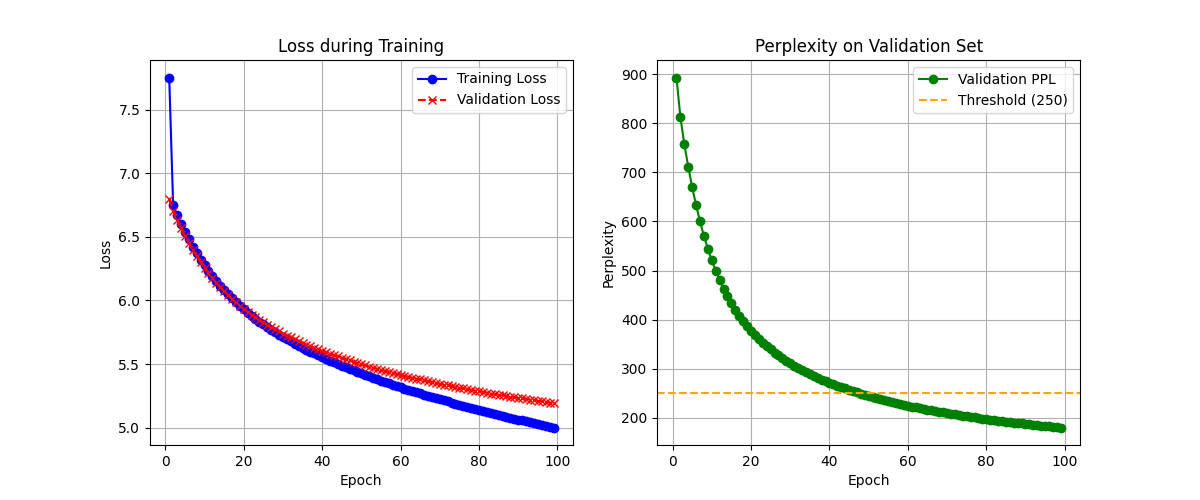 Loss during Training
Training Loss
Validation Loss
7.5
7.0
6.5
6.0
5.5
5.0
Loss
0 20 40 60 80 100
Epoch
Perplexity on Validation Set
Validation PPL
Threshold (250)
900
800
700
600
500
400
300
200
Perplexity
0 20 40 60 80 100
Epoch